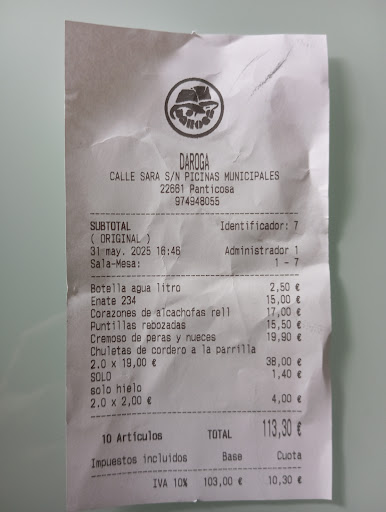 DAROGA
CALLE SARA S/N PICINAS MUNICIPALES
22661 Panticosa
974948055
SUBTOTAL Identificador: 7
( ORIGINAL )
31 may. 2025 16:46 Administrador 1
Sala-Mesa: 1 - 7
Botella agua litro 2,50 €
Enate 234 15,00 €
Corazones de alcachofas rell 17,00 €
Puntillas rebozadas 15,50 €
Cremoso de peras y nueces 19,90 €
Chuletas de cordero a la parrilla
2.0 x 19,00 € 38,00 €
SOLO 1,40 €
solo hielo
2.0 x 2,00 € 4,00 €
10 Artículos TOTAL 113,30 €
Impuestos incluidos Base Cuota
IVA 10% 103,00 € 10,30 €